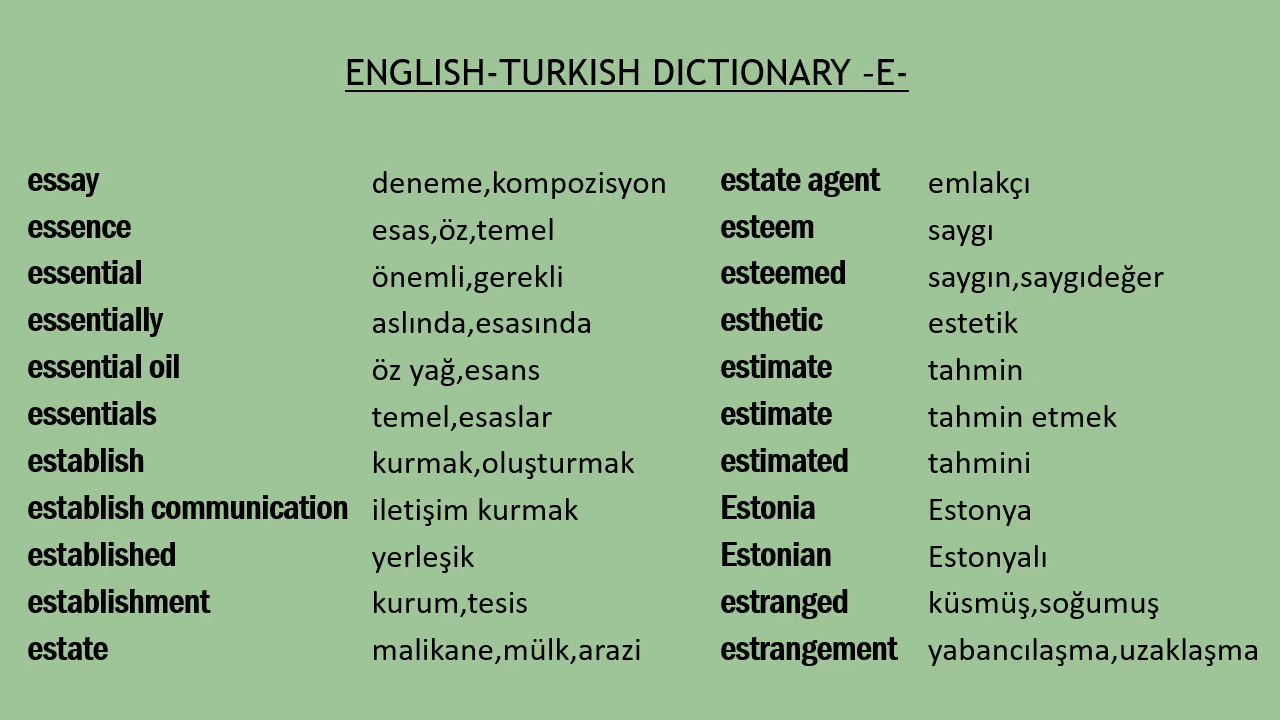 ENGLISH-TURKISH DICTIONARY –E-
essay deneme,kompozisyon
essence esas,öz,temel
essential önemli,gerekli
essentially aslında,esasında
essential oil öz yağ,esans
essentials temel,esaslar
establish kurmak,oluşturmak
establish communication iletişim kurmak
established yerleşik
establishment kurum,tesis
estate malikane,mülk,arazi
estate agent emlakçı
esteem saygı
esteemed saygın,saygıdeğer
esthetic estetik
estimate tahmin
estimate tahmin etmek
estimated tahmini
Estonia Estonya
Estonian Estonyalı
estranged küsmüş,soğumuş
estrangement yabancılaşma,uzaklaşma